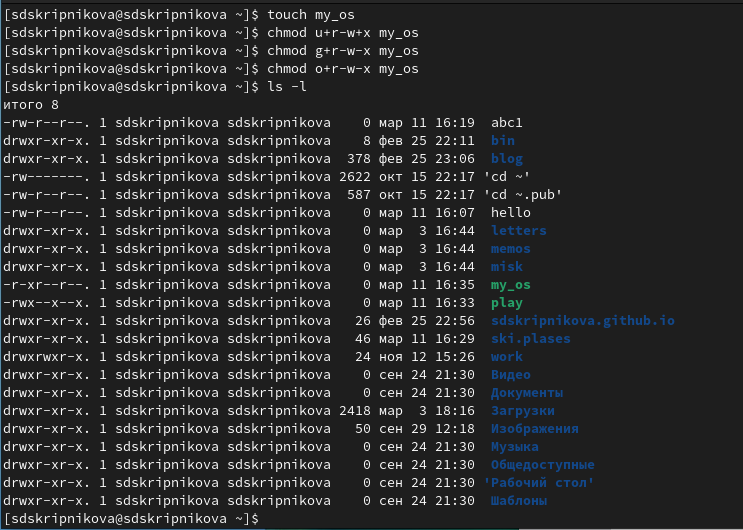 [sdskripnikova@sdskripnikova ~]$ touch my_os
[sdskripnikova@sdskripnikova ~]$ chmod u+r-w+x my_os
[sdskripnikova@sdskripnikova ~]$ chmod g+r-w-x my_os
[sdskripnikova@sdskripnikova ~]$ chmod o+r-w-x my_os
[sdskripnikova@sdskripnikova ~]$ ls -l
итого 8
-rw-r--r--. 1 sdskripnikova sdskripnikova    0 мар 11 16:19  abc1
drwxr-xr-x. 1 sdskripnikova sdskripnikova    8 фев 25 22:11  bin
drwxr-xr-x. 1 sdskripnikova sdskripnikova  378 фев 25 23:06  blog
-rw-------. 1 sdskripnikova sdskripnikova 2622 окт 15 22:17 'cd ~'
-rw-r--r--. 1 sdskripnikova sdskripnikova  587 окт 15 22:17 'cd ~.pub'
-rw-r--r--. 1 sdskripnikova sdskripnikova    0 мар 11 16:07  hello
drwxr-xr-x. 1 sdskripnikova sdskripnikova    0 мар  3 16:44  letters
drwxr-xr-x. 1 sdskripnikova sdskripnikova    0 мар  3 16:44  memos
drwxr-xr-x. 1 sdskripnikova sdskripnikova    0 мар  3 16:44  misk
-r-xr--r--. 1 sdskripnikova sdskripnikova    0 мар 11 16:35  my_os
-rwx--x--x. 1 sdskripnikova sdskripnikova    0 мар 11 16:33  play
drwxr-xr-x. 1 sdskripnikova sdskripnikova   26 фев 25 22:56  sdskripnikova.github.io
drwxr-xr-x. 1 sdskripnikova sdskripnikova   46 мар 11 16:29  ski.plases
drwxrwxr-x. 1 sdskripnikova sdskripnikova   24 ноя 12 15:26  work
drwxr-xr-x. 1 sdskripnikova sdskripnikova    0 сен 24 21:30  Видео
drwxr-xr-x. 1 sdskripnikova sdskripnikova    0 сен 24 21:30  Документы
drwxr-xr-x. 1 sdskripnikova sdskripnikova 2418 мар  3 18:16  Загрузки
drwxr-xr-x. 1 sdskripnikova sdskripnikova   50 сен 29 12:18  Изображения
drwxr-xr-x. 1 sdskripnikova sdskripnikova    0 сен 24 21:30  Музыка
drwxr-xr-x. 1 sdskripnikova sdskripnikova    0 сен 24 21:30  Общедоступные
drwxr-xr-x. 1 sdskripnikova sdskripnikova    0 сен 24 21:30 'Рабочий стол'
drwxr-xr-x. 1 sdskripnikova sdskripnikova    0 сен 24 21:30  Шаблоны
[sdskripnikova@sdskripnikova ~]$